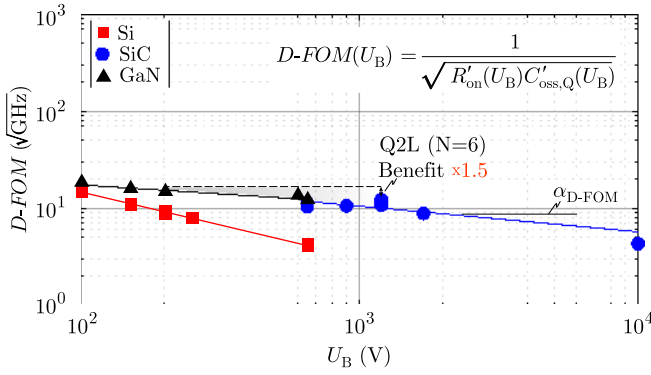 10^3
Si
SiC
GaN
D-FOM(U_B) = 1 / √(R'_on(U_B)C'_oss,Q(U_B))
10^2
Q2L (N=6)
Benefit x1.5
α_D-FOM
10^1
10^0
10^2
10^3
10^4
U_B (V)
D-FOM (√GHz)